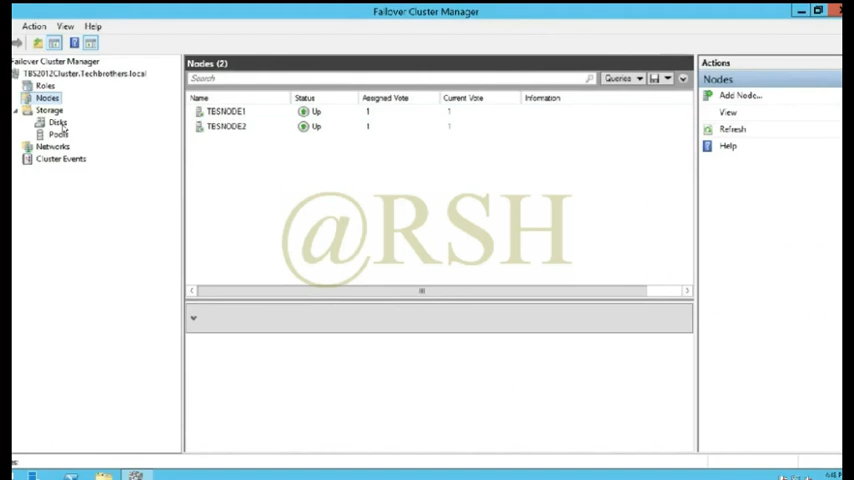 Failover Cluster Manager
Action View Help
Failover Cluster Manager
TBS2012Cluster.Techbrothers.local
Roles
Nodes
Storage
Disks
Pools
Networks
Cluster Events
Nodes (2)
Search
Queries
Name Status Assigned Vote Current Vote Information
TBSNODE1 Up 1 1
TBSNODE2 Up 1 1
@RSH
Actions
Nodes
Add Node...
View
Refresh
Help